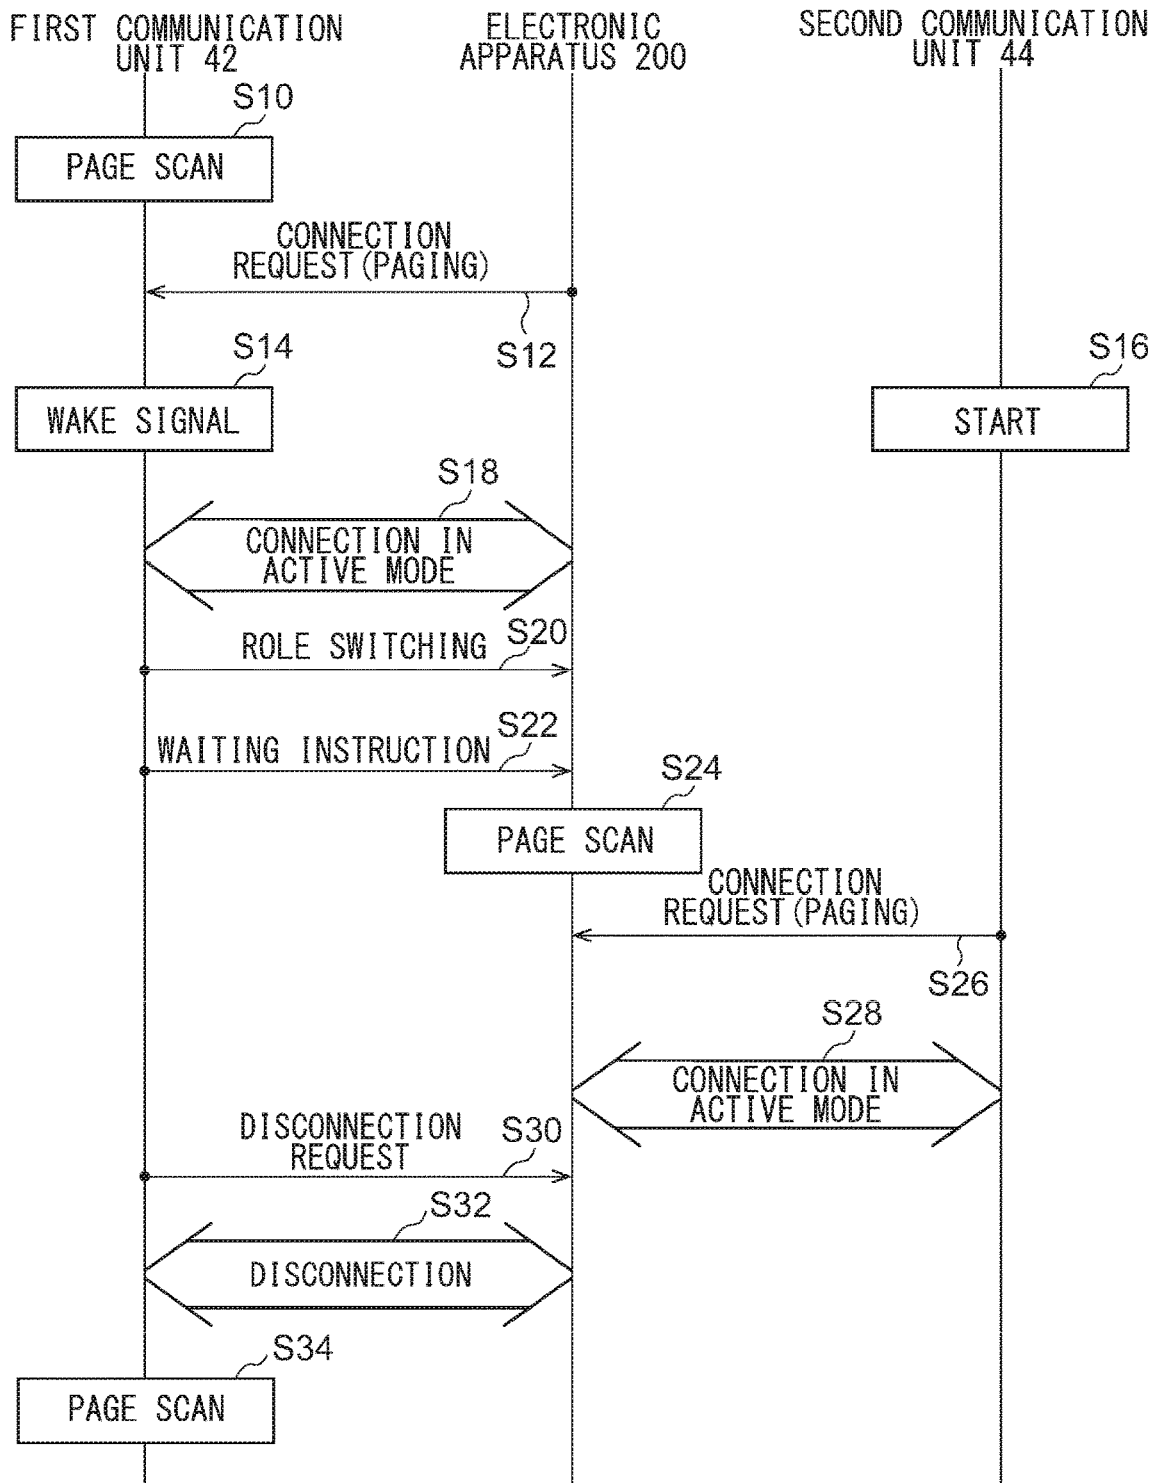 FIRST COMMUNICATION
UNIT 42
ELECTRONIC
APPARATUS 200
SECOND COMMUNICATION
UNIT 44
S10
PAGE SCAN
CONNECTION
REQUEST(PAGING)
S12
S14
WAKE SIGNAL
S16
START
S18
CONNECTION IN
ACTIVE MODE
ROLE SWITCHING
S20
WAITING INSTRUCTION
S22
S24
PAGE SCAN
CONNECTION
REQUEST(PAGING)
S26
S28
CONNECTION IN
ACTIVE MODE
DISCONNECTION
REQUEST
S30
S32
DISCONNECTION
S34
PAGE SCAN